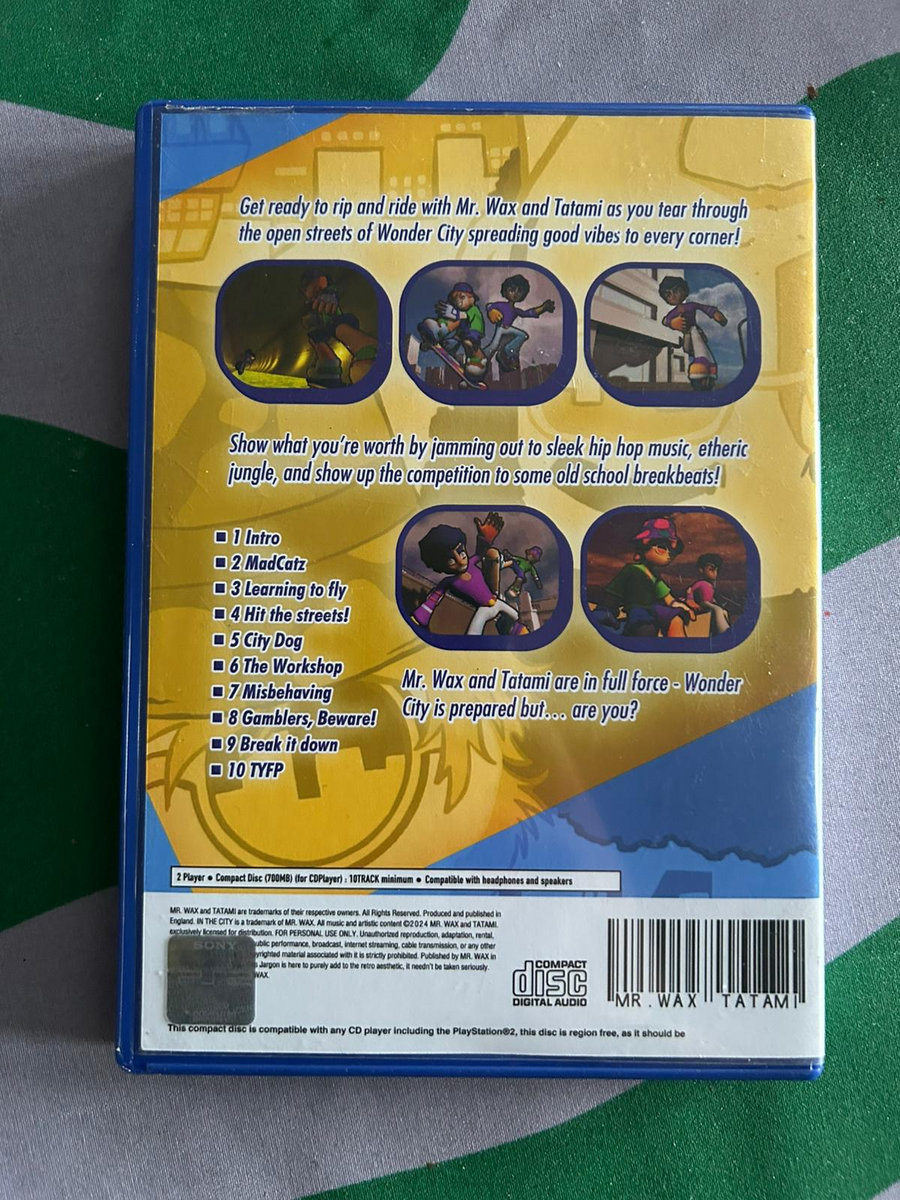 Get ready to rip and ride with Mr. Wax and Tatami as you tear through
the open streets of Wonder City spreading good vibes to every corner!
Show what you're worth by jamming out to sleek hip hop music, etheric
jungle, and show up the competition to some old school breakbeats!
1 Intro
2 MadCatz
3 Learning to fly
4 Hit the streets!
5 City Dog
6 The Workshop
7 Misbehaving
8 Gamblers, Beware!
9 Break it down
10 TYFP
Mr. Wax and Tatami are in full force - Wonder
City is prepared but... are you?
2 Player ● Compact Disc (700MB) (for CDPlayer) : 10TRACK minimum ● Compatible with headphones and speakers
MR. WAX and TATAMI are trademarks of their respective owners. All Rights Reserved. Produced and published in
England. IN THE CITY is a trademark of MR. WAX. All music and artistic content ©2024 MR. WAX and TATAMI.
exclusively licensed for distribution. FOR PERSONAL USE ONLY. Unauthorized reproduction, adaptation, rental,
public performance, broadcast, internet streaming, cable transmission, or any other
material associated with it is strictly prohibited. Published by MR. WAX in
Jargon is here to purely add to the retro aesthetic, it needn't be taken seriously.
WAX.
SONY
COMPACT
disc
DIGITAL AUDIO
MR.WAX TATAMI
This compact disc is compatible with any CD player including the PlayStation®2, this disc is region free, as it should be